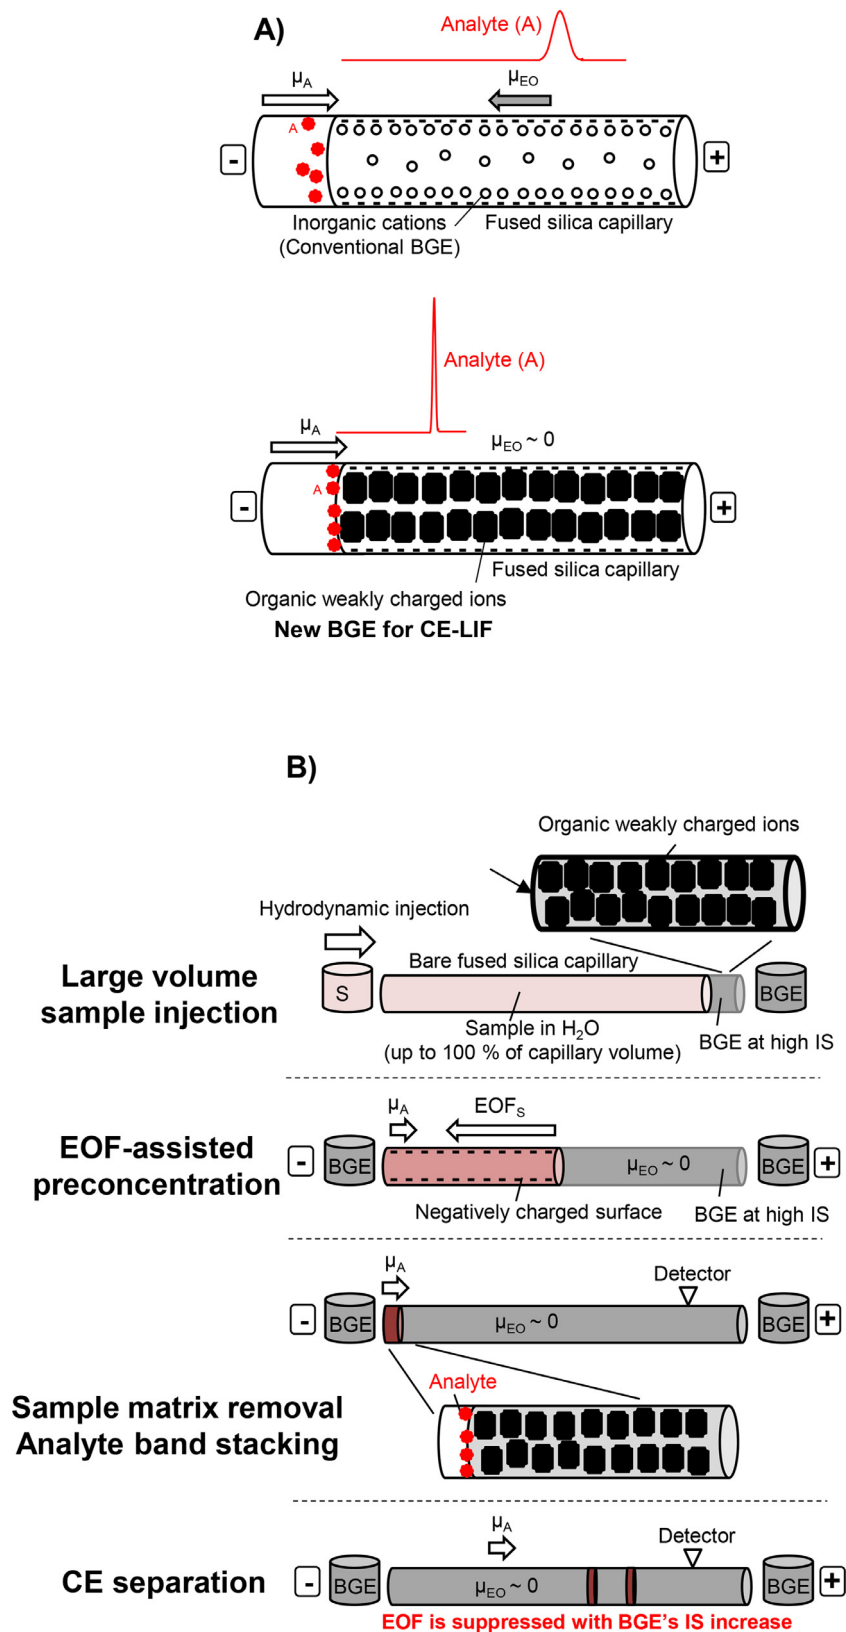 A)
Analyte (A)
μA
μEO
A
-
+
Inorganic cations
(Conventional BGE)
Fused silica capillary
Analyte (A)
μA
μEO ~ 0
A
-
+
Fused silica capillary
Organic weakly charged ions
New BGE for CE-LIF
B)
Organic weakly charged ions
Hydrodynamic injection
Large volume
sample injection
Bare fused silica capillary
S
BGE
Sample in H2O
(up to 100 % of capillary volume)
BGE at high IS
EOF-assisted
preconcentration
μA
EOFS
-
BGE
μEO ~ 0
BGE
+
Negatively charged surface
BGE at high IS
μA
Detector
-
BGE
μEO ~ 0
BGE
+
Sample matrix removal
Analyte band stacking
Analyte
CE separation
μA
Detector
-
BGE
μEO ~ 0
BGE
+
EOF is suppressed with BGE's IS increase